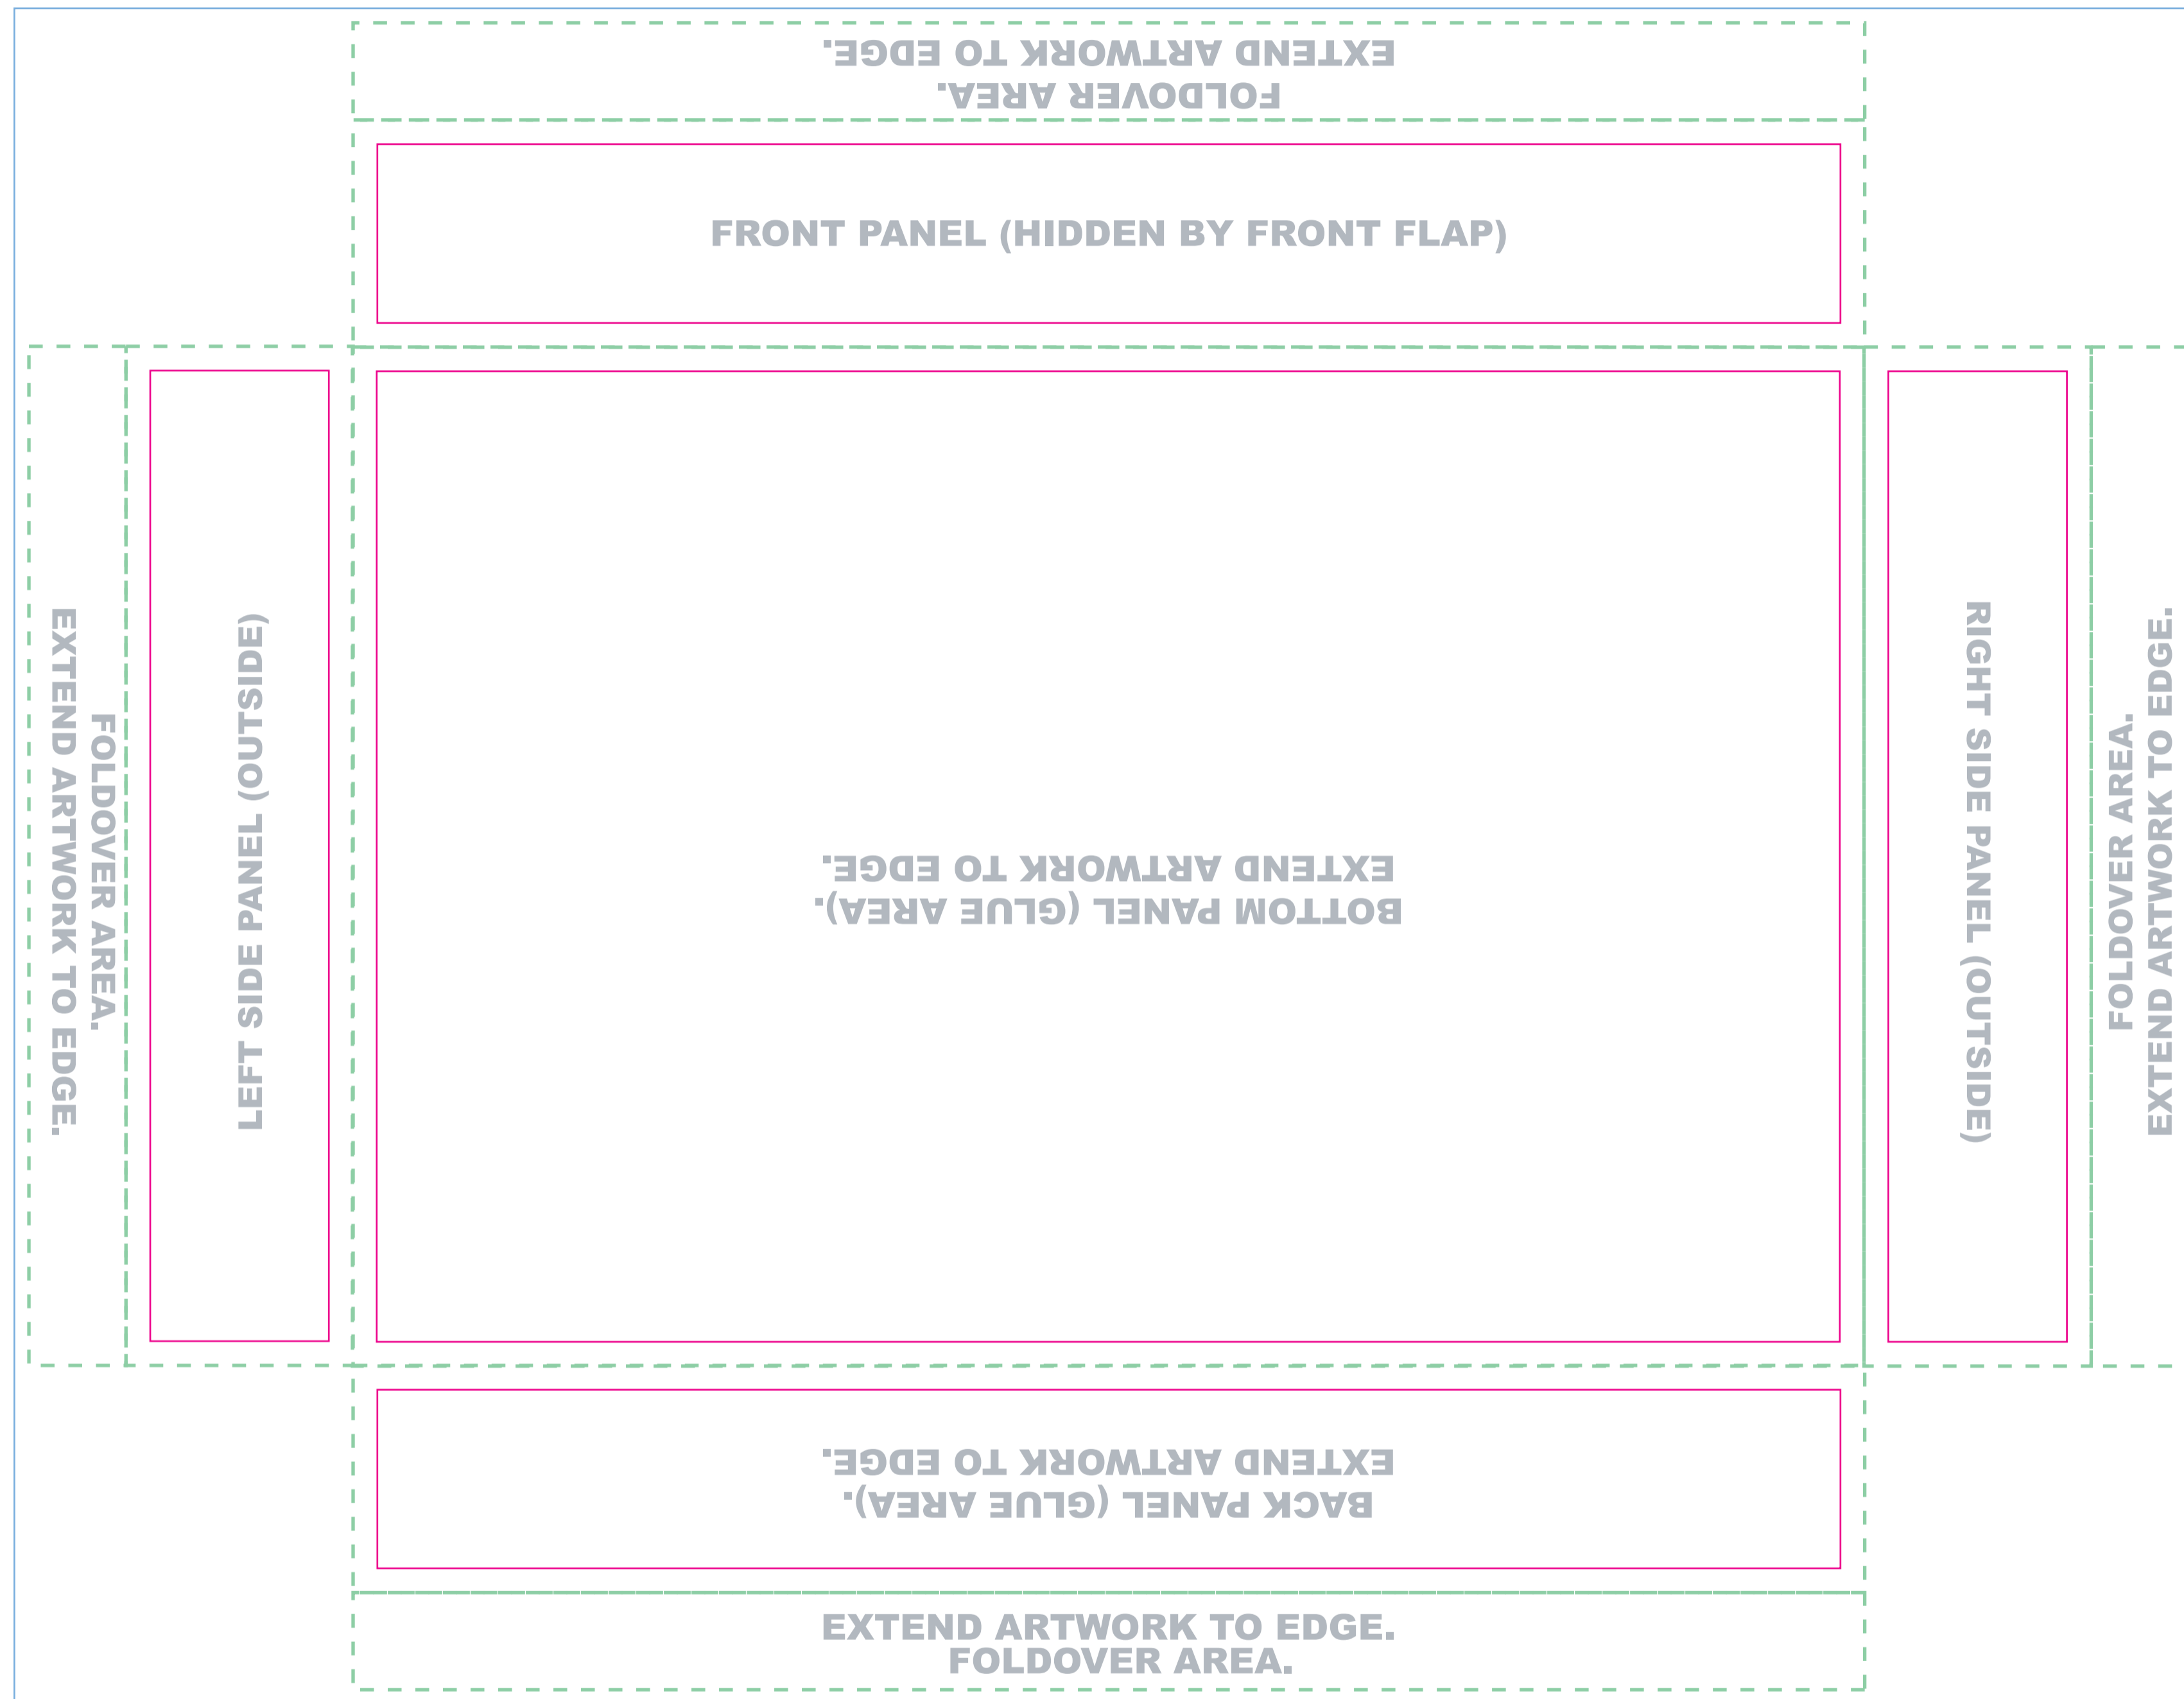 FOLDOVER AREA.
EXTEND ARTWORK TO EDGE.
FRONT PANEL (HIDDEN BY FRONT FLAP)
FOLDOVER AREA.
EXTEND ARTWORK TO EDGE.
LEFT SIDE PANEL (OUTSIDE)
BOTTOM PANEL (GLUE AREA).
EXTEND ARTWORK TO EDGE.
RIGHT SIDE PANEL (OUTSIDE)
FOLDOVER AREA.
EXTEND ARTWORK TO EDGE.
BACK PANEL (GLUE AREA).
EXTEND ARTWORK TO EDGE.
EXTEND ARTWORK TO EDGE.
FOLDOVER AREA.